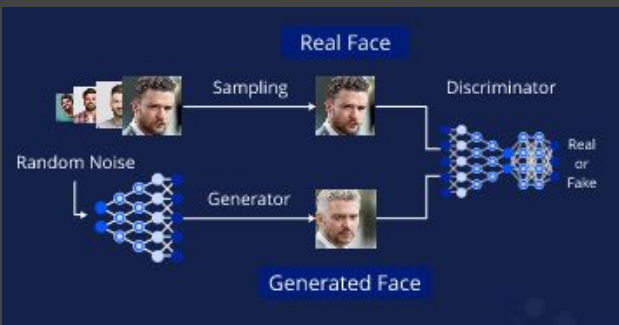 Real Face
Sampling
Discriminator
Random Noise
Real
or
Fake
Generator
Generated Face